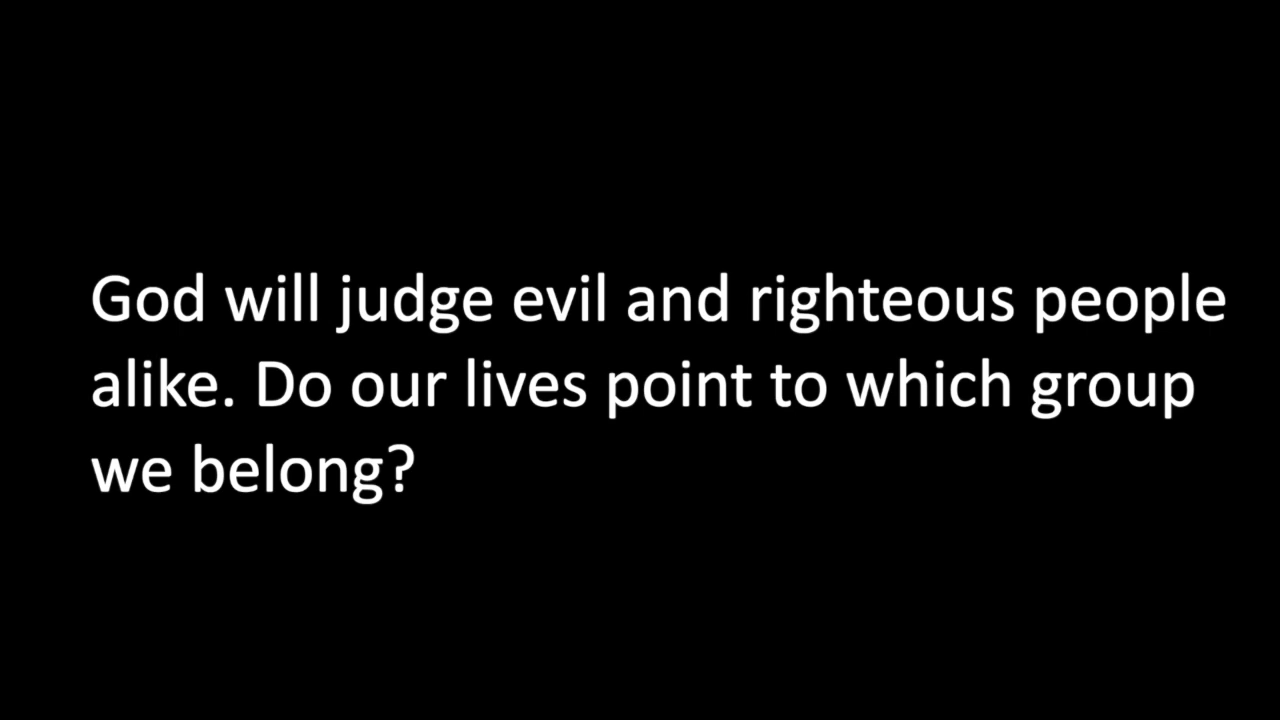 God will judge evil and righteous people
alike. Do our lives point to which group
we belong?